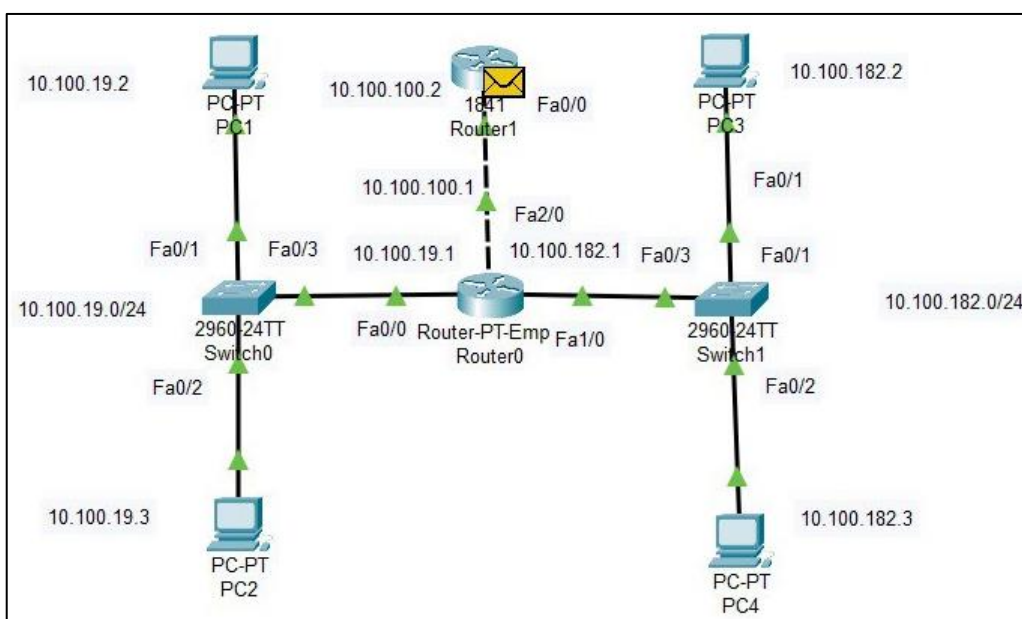 10.100.19.2
PC-PT
PC1
10.100.100.2
1841
Router1
Fa0/0
10.100.182.2
PC-PT
PC3
10.100.100.1
Fa2/0
Fa0/1
Fa0/1
Fa0/3
10.100.19.1
10.100.182.1
Fa0/3
Fa0/1
10.100.19.0/24
2960-24TT
Switch0
Fa0/0
Router-PT-Emp
Router0
Fa1/0
2960-24TT
Switch1
10.100.182.0/24
Fa0/2
Fa0/2
10.100.19.3
PC-PT
PC2
10.100.182.3
PC-PT
PC4